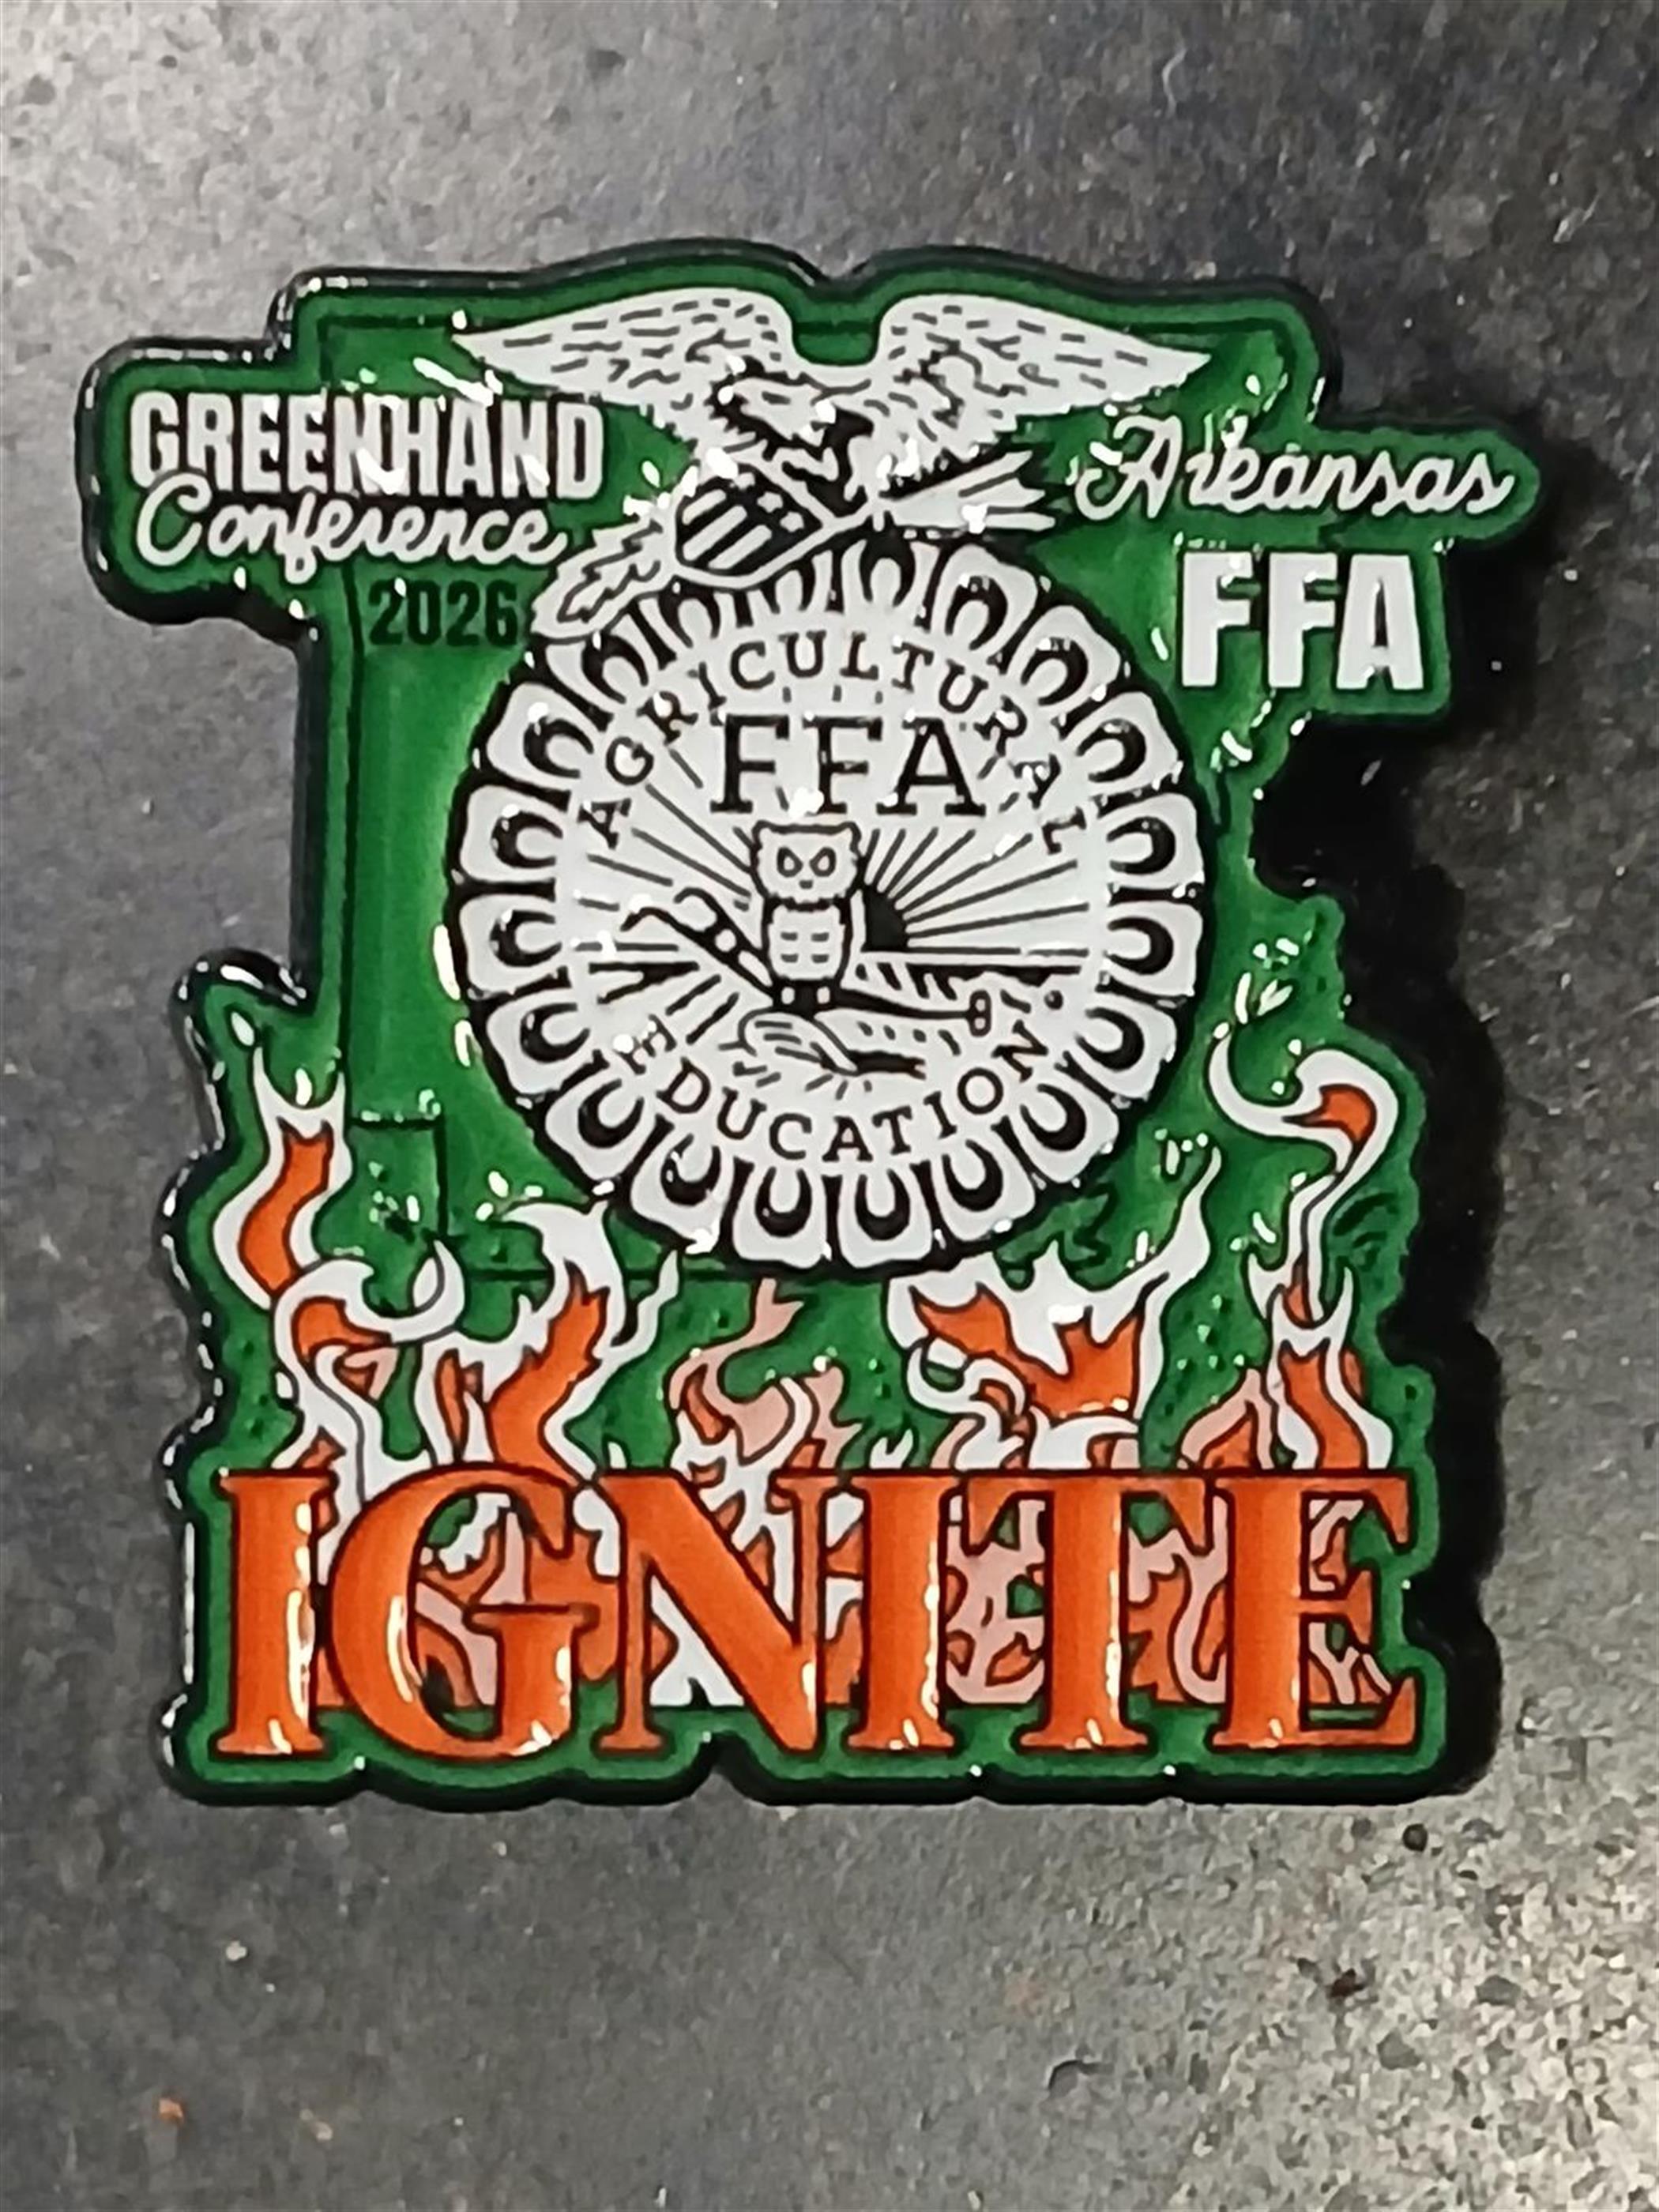 GREENHAND
Conference
2026
Arkansas
FFA
AGRICULTURAL
FFA
EDUCATION
IGNITE